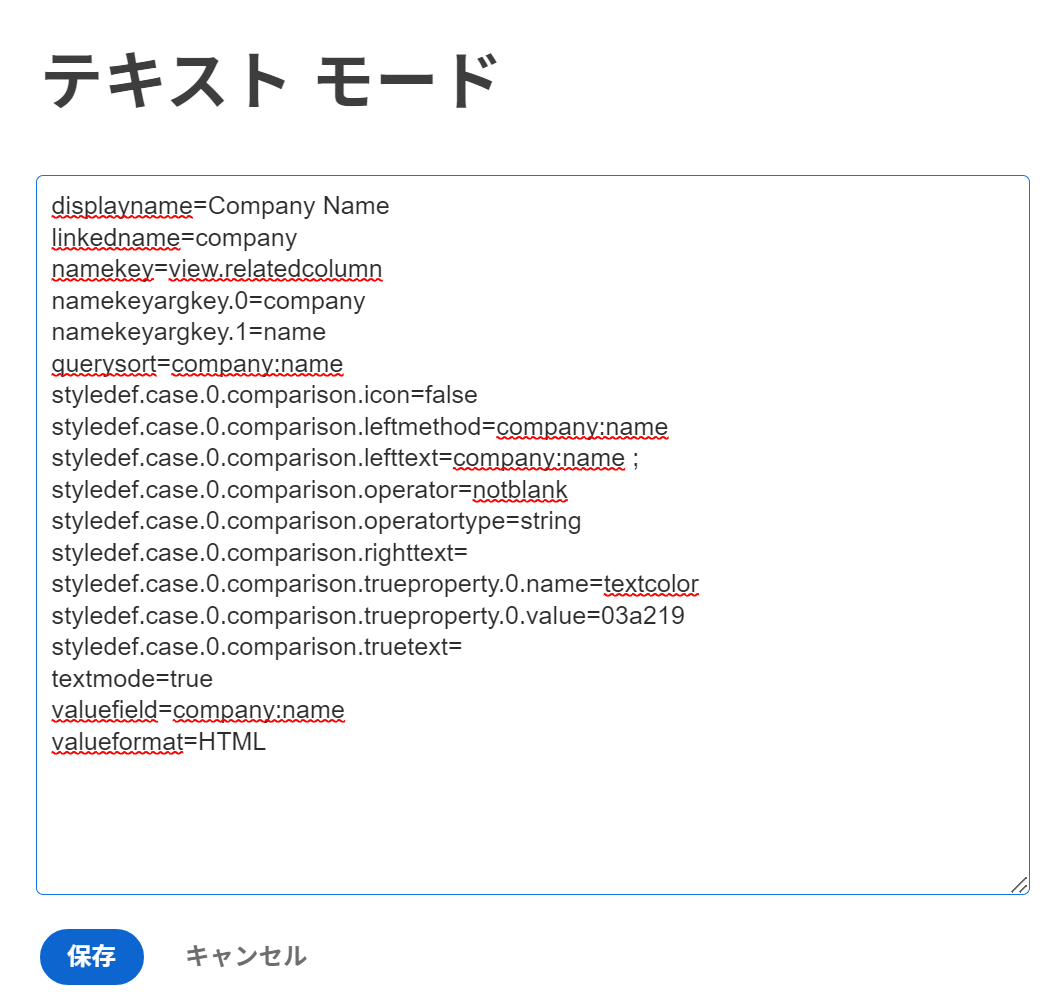 テキスト モード
displayname=Company Name
linkedname=company
namekey=view.relatedcolumn
namekeyargkey.0=company
namekeyargkey.1=name
querysort=company:name
styledef.case.0.comparison.icon=false
styledef.case.0.comparison.leftmethod=company:name
styledef.case.0.comparison.lefttext=company:name ;
styledef.case.0.comparison.operator=notblank
styledef.case.0.comparison.operatortype=string
styledef.case.0.comparison.righttext=
styledef.case.0.comparison.trueproperty.0.name=textcolor
styledef.case.0.comparison.trueproperty.0.value=03a219
styledef.case.0.comparison.truetext=
textmode=true
valuefield=company:name
valueformat=HTML
保存 キャンセル